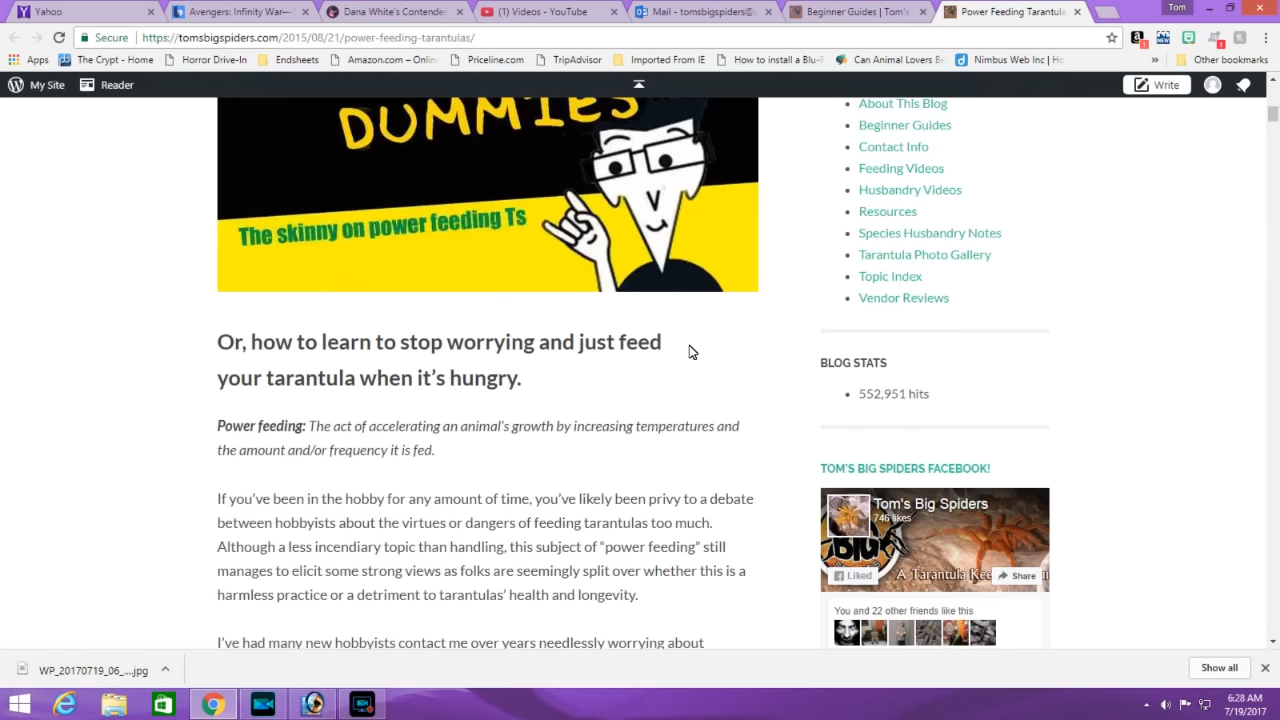 Yahoo
Avengers: Infinity War—
Dana White's Contender
(1) Videos - YouTube
Mail - tomsbigspiders@
Beginner Guides | Tom's
Power Feeding Tarantula
Tom
Secure
https://tomsbigspiders.com/2015/08/21/power-feeding-tarantulas/
Apps
The Crypt - Home
Horror Drive-In
Endsheets
Amazon.com – Onlin
Priceline.com
TripAdvisor
Imported From IE
How to install a Blu-R
Can Animal Lovers Be
Nimbus Web Inc | Ho
»
Other bookmarks
My Site
Reader
Write
DUMMIES
The skinny on power feeding Ts
Or, how to learn to stop worrying and just feed
your tarantula when it's hungry.
Power feeding: The act of accelerating an animal's growth by increasing temperatures and
the amount and/or frequency it is fed.
If you've been in the hobby for any amount of time, you've likely been privy to a debate
between hobbyists about the virtues or dangers of feeding tarantulas too much.
Although a less incendiary topic than handling, this subject of “power feeding” still
manages to elicit some strong views as folks are seemingly split over whether this is a
harmless practice or a detriment to tarantulas' health and longevity.
I've had many new hobbyists contact me over years needlessly worrying about
About This Blog
Beginner Guides
Contact Info
Feeding Videos
Husbandry Videos
Resources
Species Husbandry Notes
Tarantula Photo Gallery
Topic Index
Vendor Reviews
BLOG STATS
552,951 hits
TOM'S BIG SPIDERS FACEBOOK!
Tom's Big Spiders
746 likes
Liked
A Tarantula Kee
Share
You and 22 other friends like this
WP_20170719_06_....jpg
Show all
6:28 AM
7/19/2017